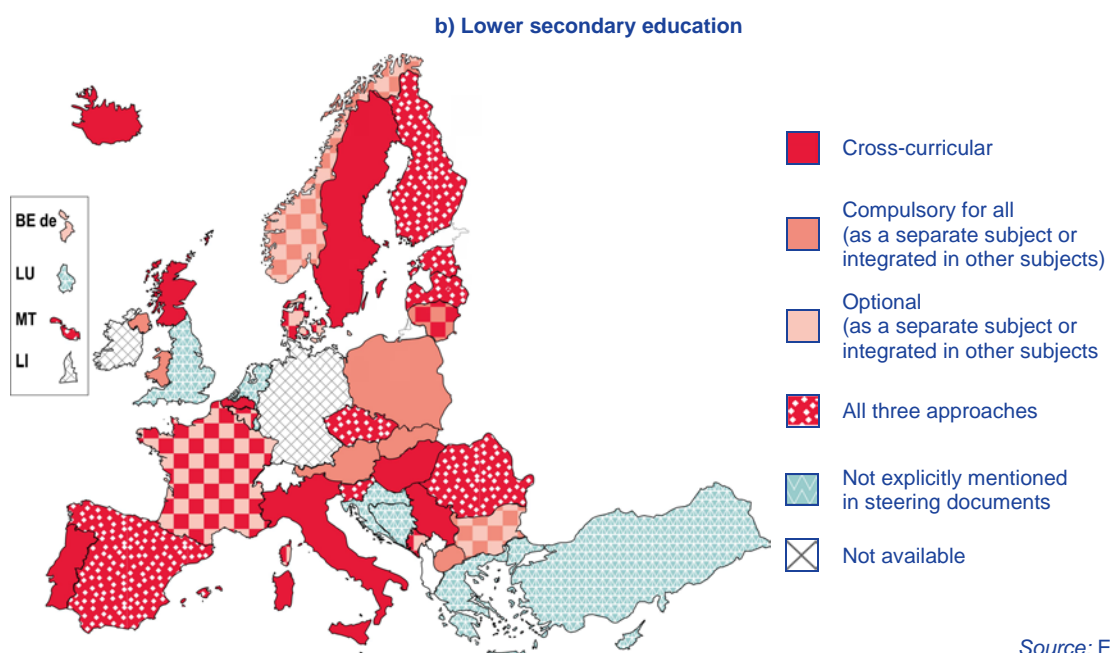 b) Lower secondary education
BE de
LU
MT
LI
Cross-curricular
Compulsory for all
(as a separate subject or
integrated in other subjects)
Optional
(as a separate subject or
integrated in other subjects
All three approaches
Not explicitly mentioned
in steering documents
Not available
Source: E